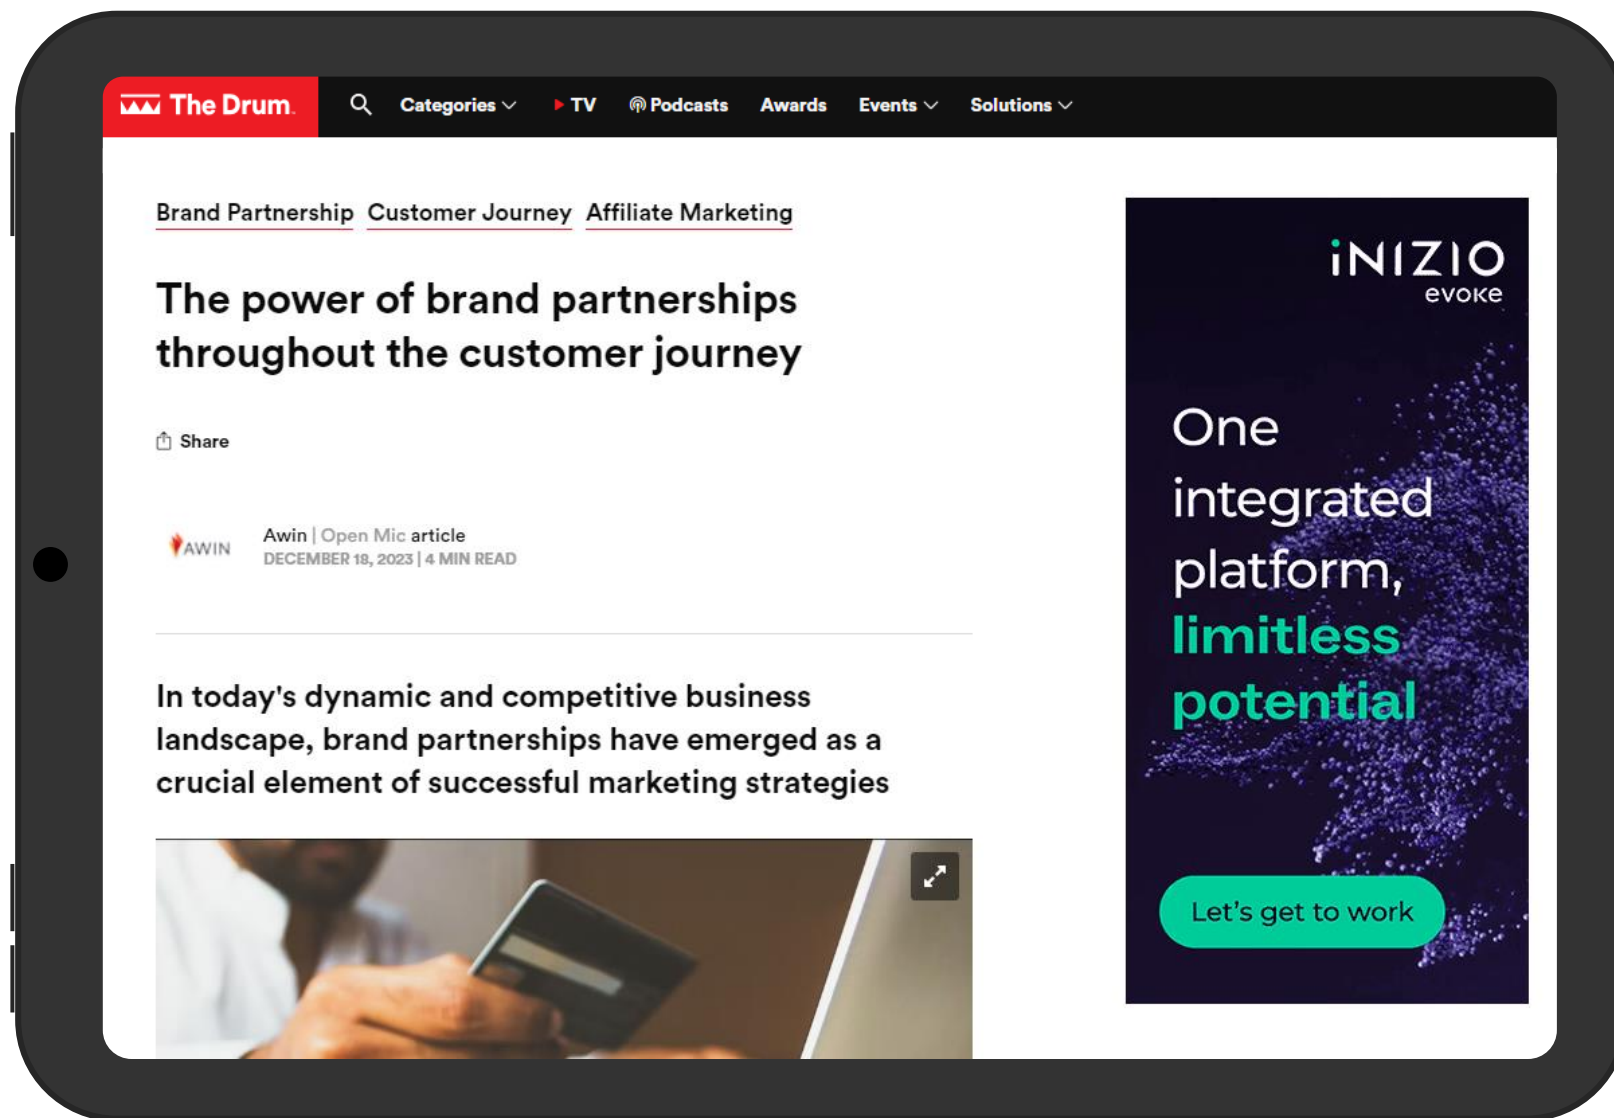 The Drum.
Categories
TV
Podcasts
Awards
Events
Solutions
Brand Partnership Customer Journey Affiliate Marketing
The power of brand partnerships
throughout the customer journey
Share
AWIN
Awin | Open Mic article
DECEMBER 18, 2023 | 4 MIN READ
In today's dynamic and competitive business
landscape, brand partnerships have emerged as a
crucial element of successful marketing strategies
iNIZIO
evoke
One
integrated
platform,
limitless
potential
Let's get to work